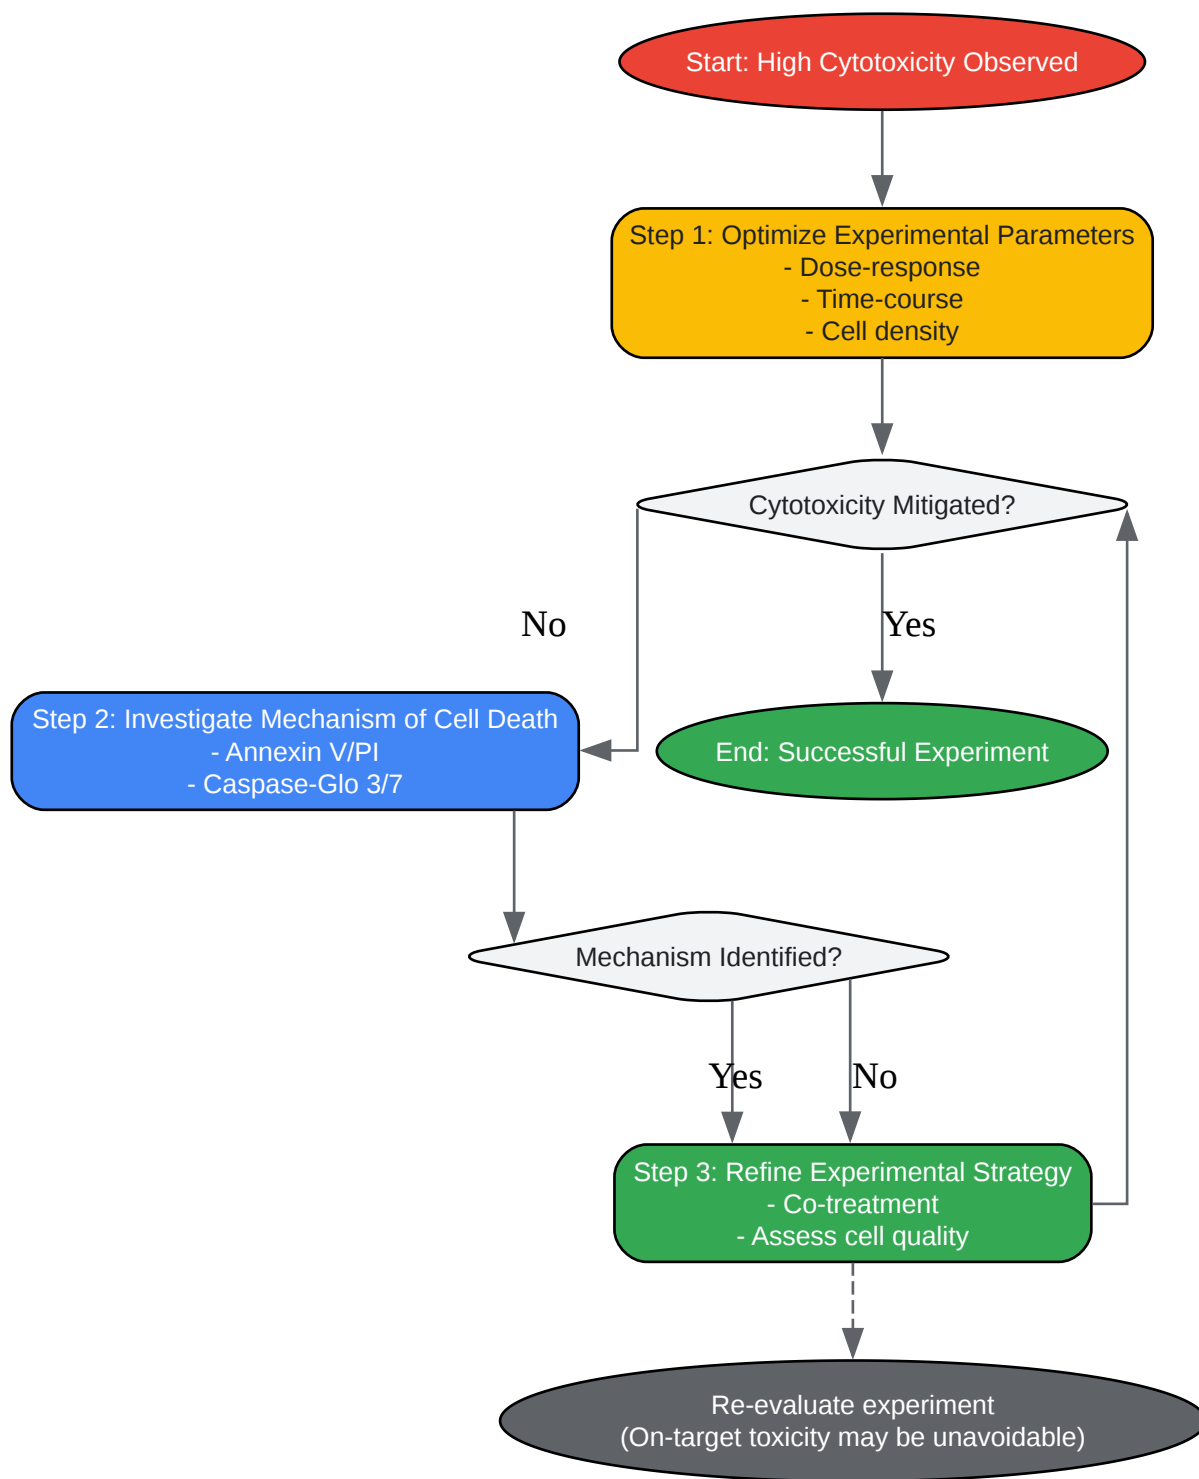 Start: High Cytotoxicity Observed
Step 1: Optimize Experimental Parameters
- Dose-response
- Time-course
- Cell density
Cytotoxicity Mitigated?
No
Yes
Step 2: Investigate Mechanism of Cell Death
- Annexin V/PI
- Caspase-Glo 3/7
End: Successful Experiment
Mechanism Identified?
Yes
No
Step 3: Refine Experimental Strategy
- Co-treatment
- Assess cell quality
Re-evaluate experiment
(On-target toxicity may be unavoidable)